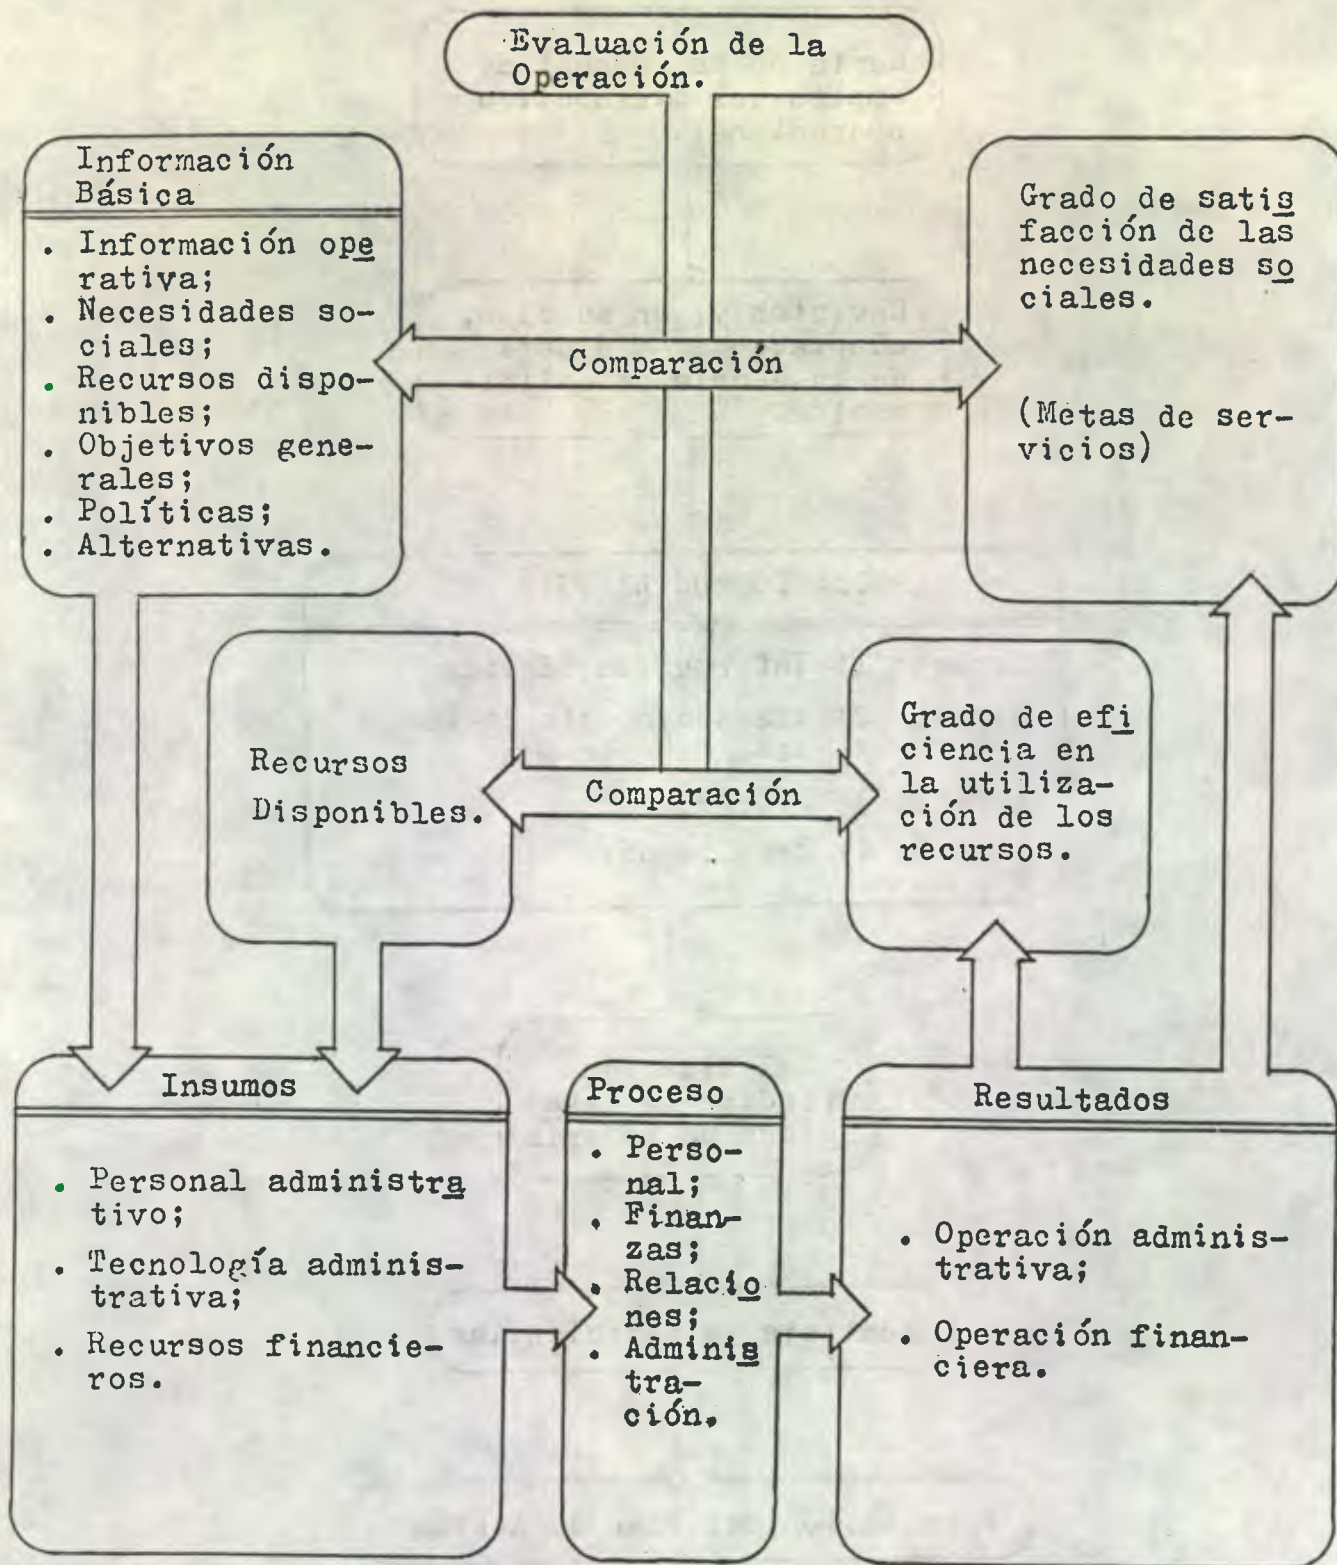 Evaluación de la
Operación.
Información
Básica
. Información ope
rativa;
. Necesidades so-
ciales;
. Recursos dispo-
nibles;
. Objetivos gene-
rales;
. Políticas;
. Alternativas.
Comparación
Grado de satis
facción de las
necesidades so
ciales.
(Metas de ser-
vicios)
Recursos
Disponibles.
Comparación
Grado de efi
ciencia en
la utiliza-
ción de los
recursos.
Insumos
. Personal administra
tivo;
. Tecnología adminis-
trativa;
. Recursos financie-
ros.
Proceso
. Perso-
nal;
. Finan-
zas;
. Relacio
nes;
. Adminis
tra-
ción.
Resultados
. Operación adminis-
trativa;
. Operación finan-
ciera.